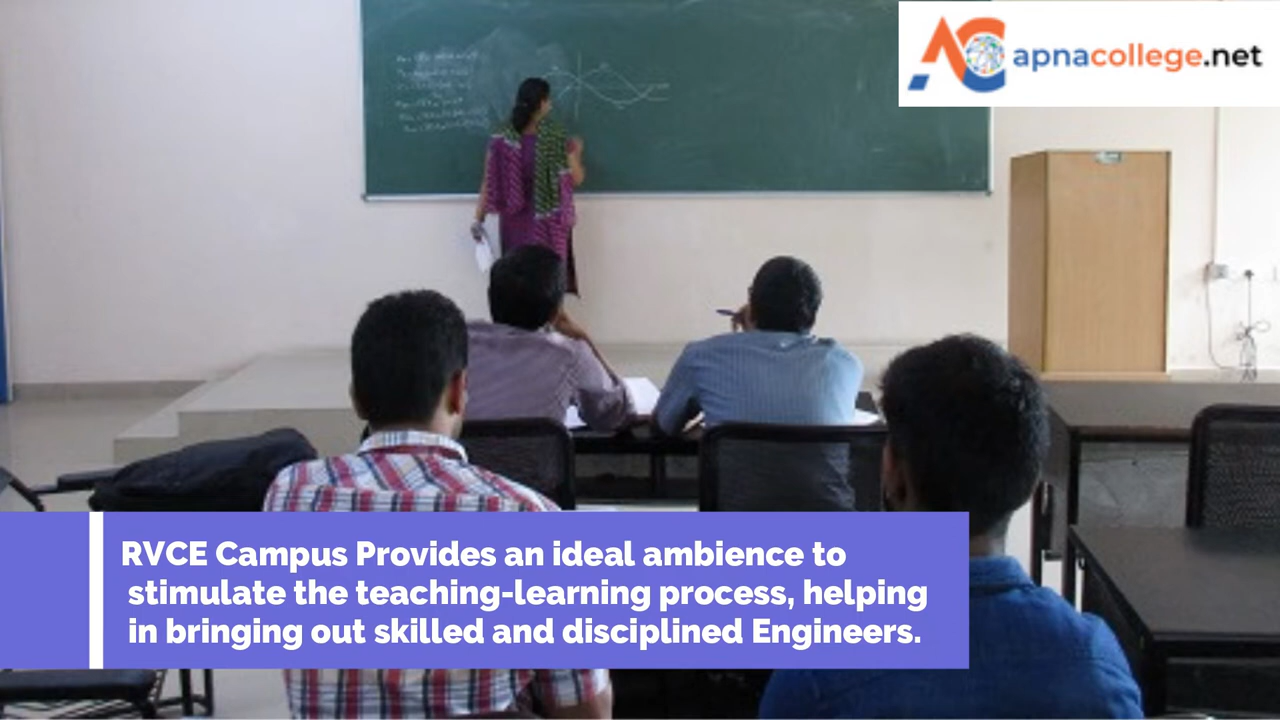 apnacollege.net
RVCE Campus Provides an ideal ambience to
stimulate the teaching-learning process, helping
in bringing out skilled and disciplined Engineers.